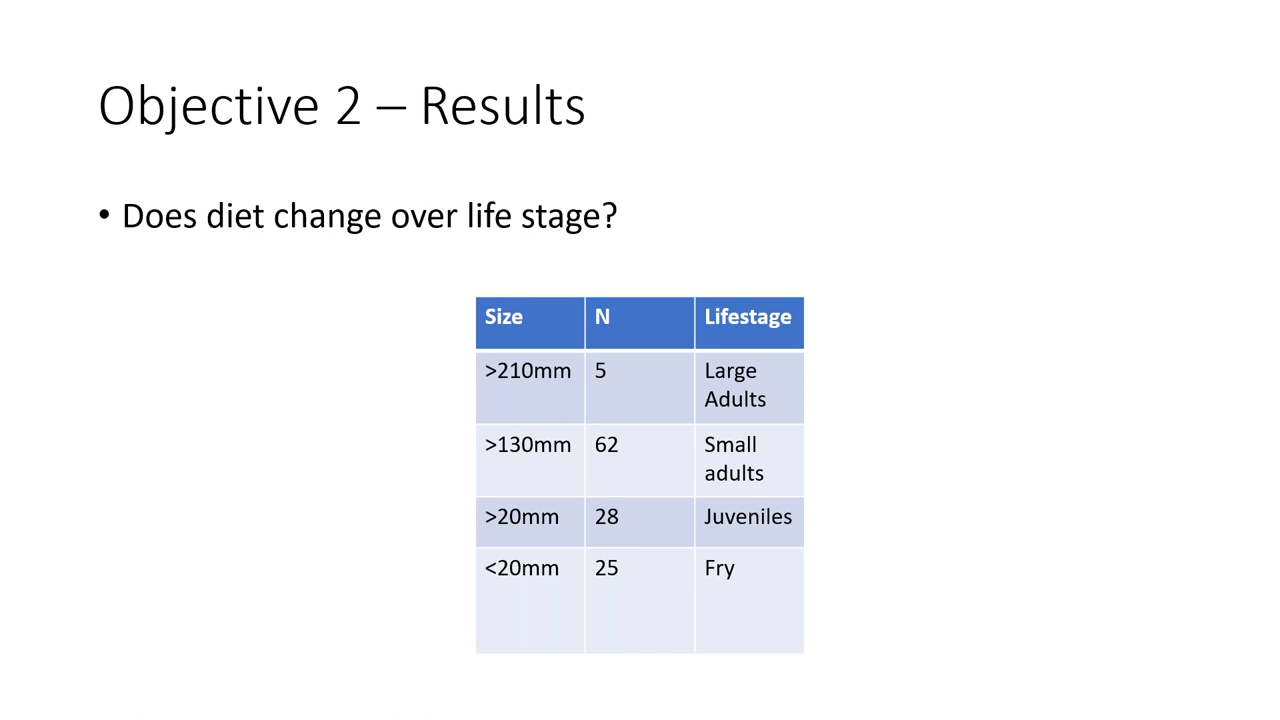 Objective 2 – Results
• Does diet change over life stage?
Size N Lifestage
>210mm 5 Large
Adults
>130mm 62 Small
adults
>20mm 28 Juveniles
<20mm 25 Fry